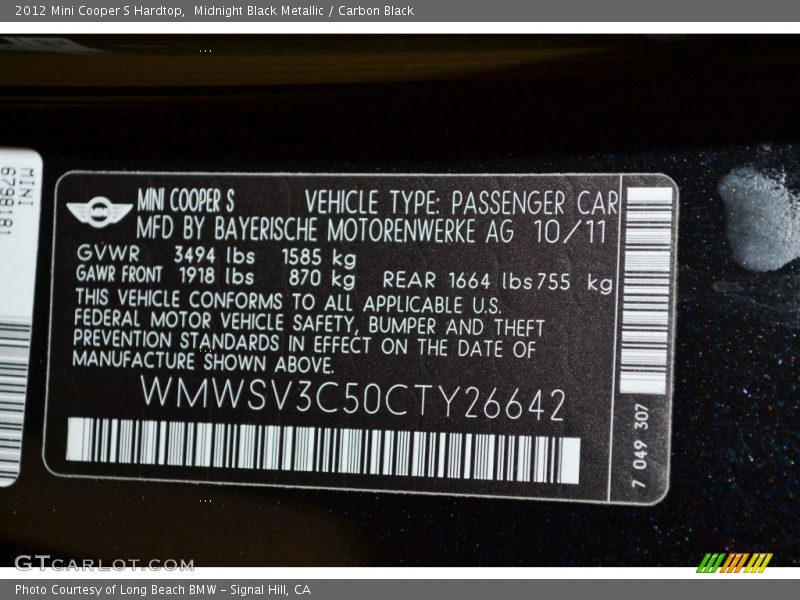 2012 Mini Cooper S Hardtop,  Midnight Black Metallic / Carbon Black
MINI
6798181
MINI
MINI COOPER S VEHICLE TYPE: PASSENGER CAR
MFD BY BAYERISCHE MOTORENWERKE AG 10/11
GVWR 3494 lbs 1585 kg
GAWR FRONT 1918 lbs 870 kg REAR 1664 lbs 755 kg
THIS VEHICLE CONFORMS TO ALL APPLICABLE U.S.
FEDERAL MOTOR VEHICLE SAFETY, BUMPER AND THEFT
PREVENTION STANDARDS IN EFFECT ON THE DATE OF
MANUFACTURE SHOWN ABOVE.
WMWSV3C50CTY26642
7 049 307
GTcarlot.com
Photo Courtesy of Long Beach BMW – Signal Hill, CA